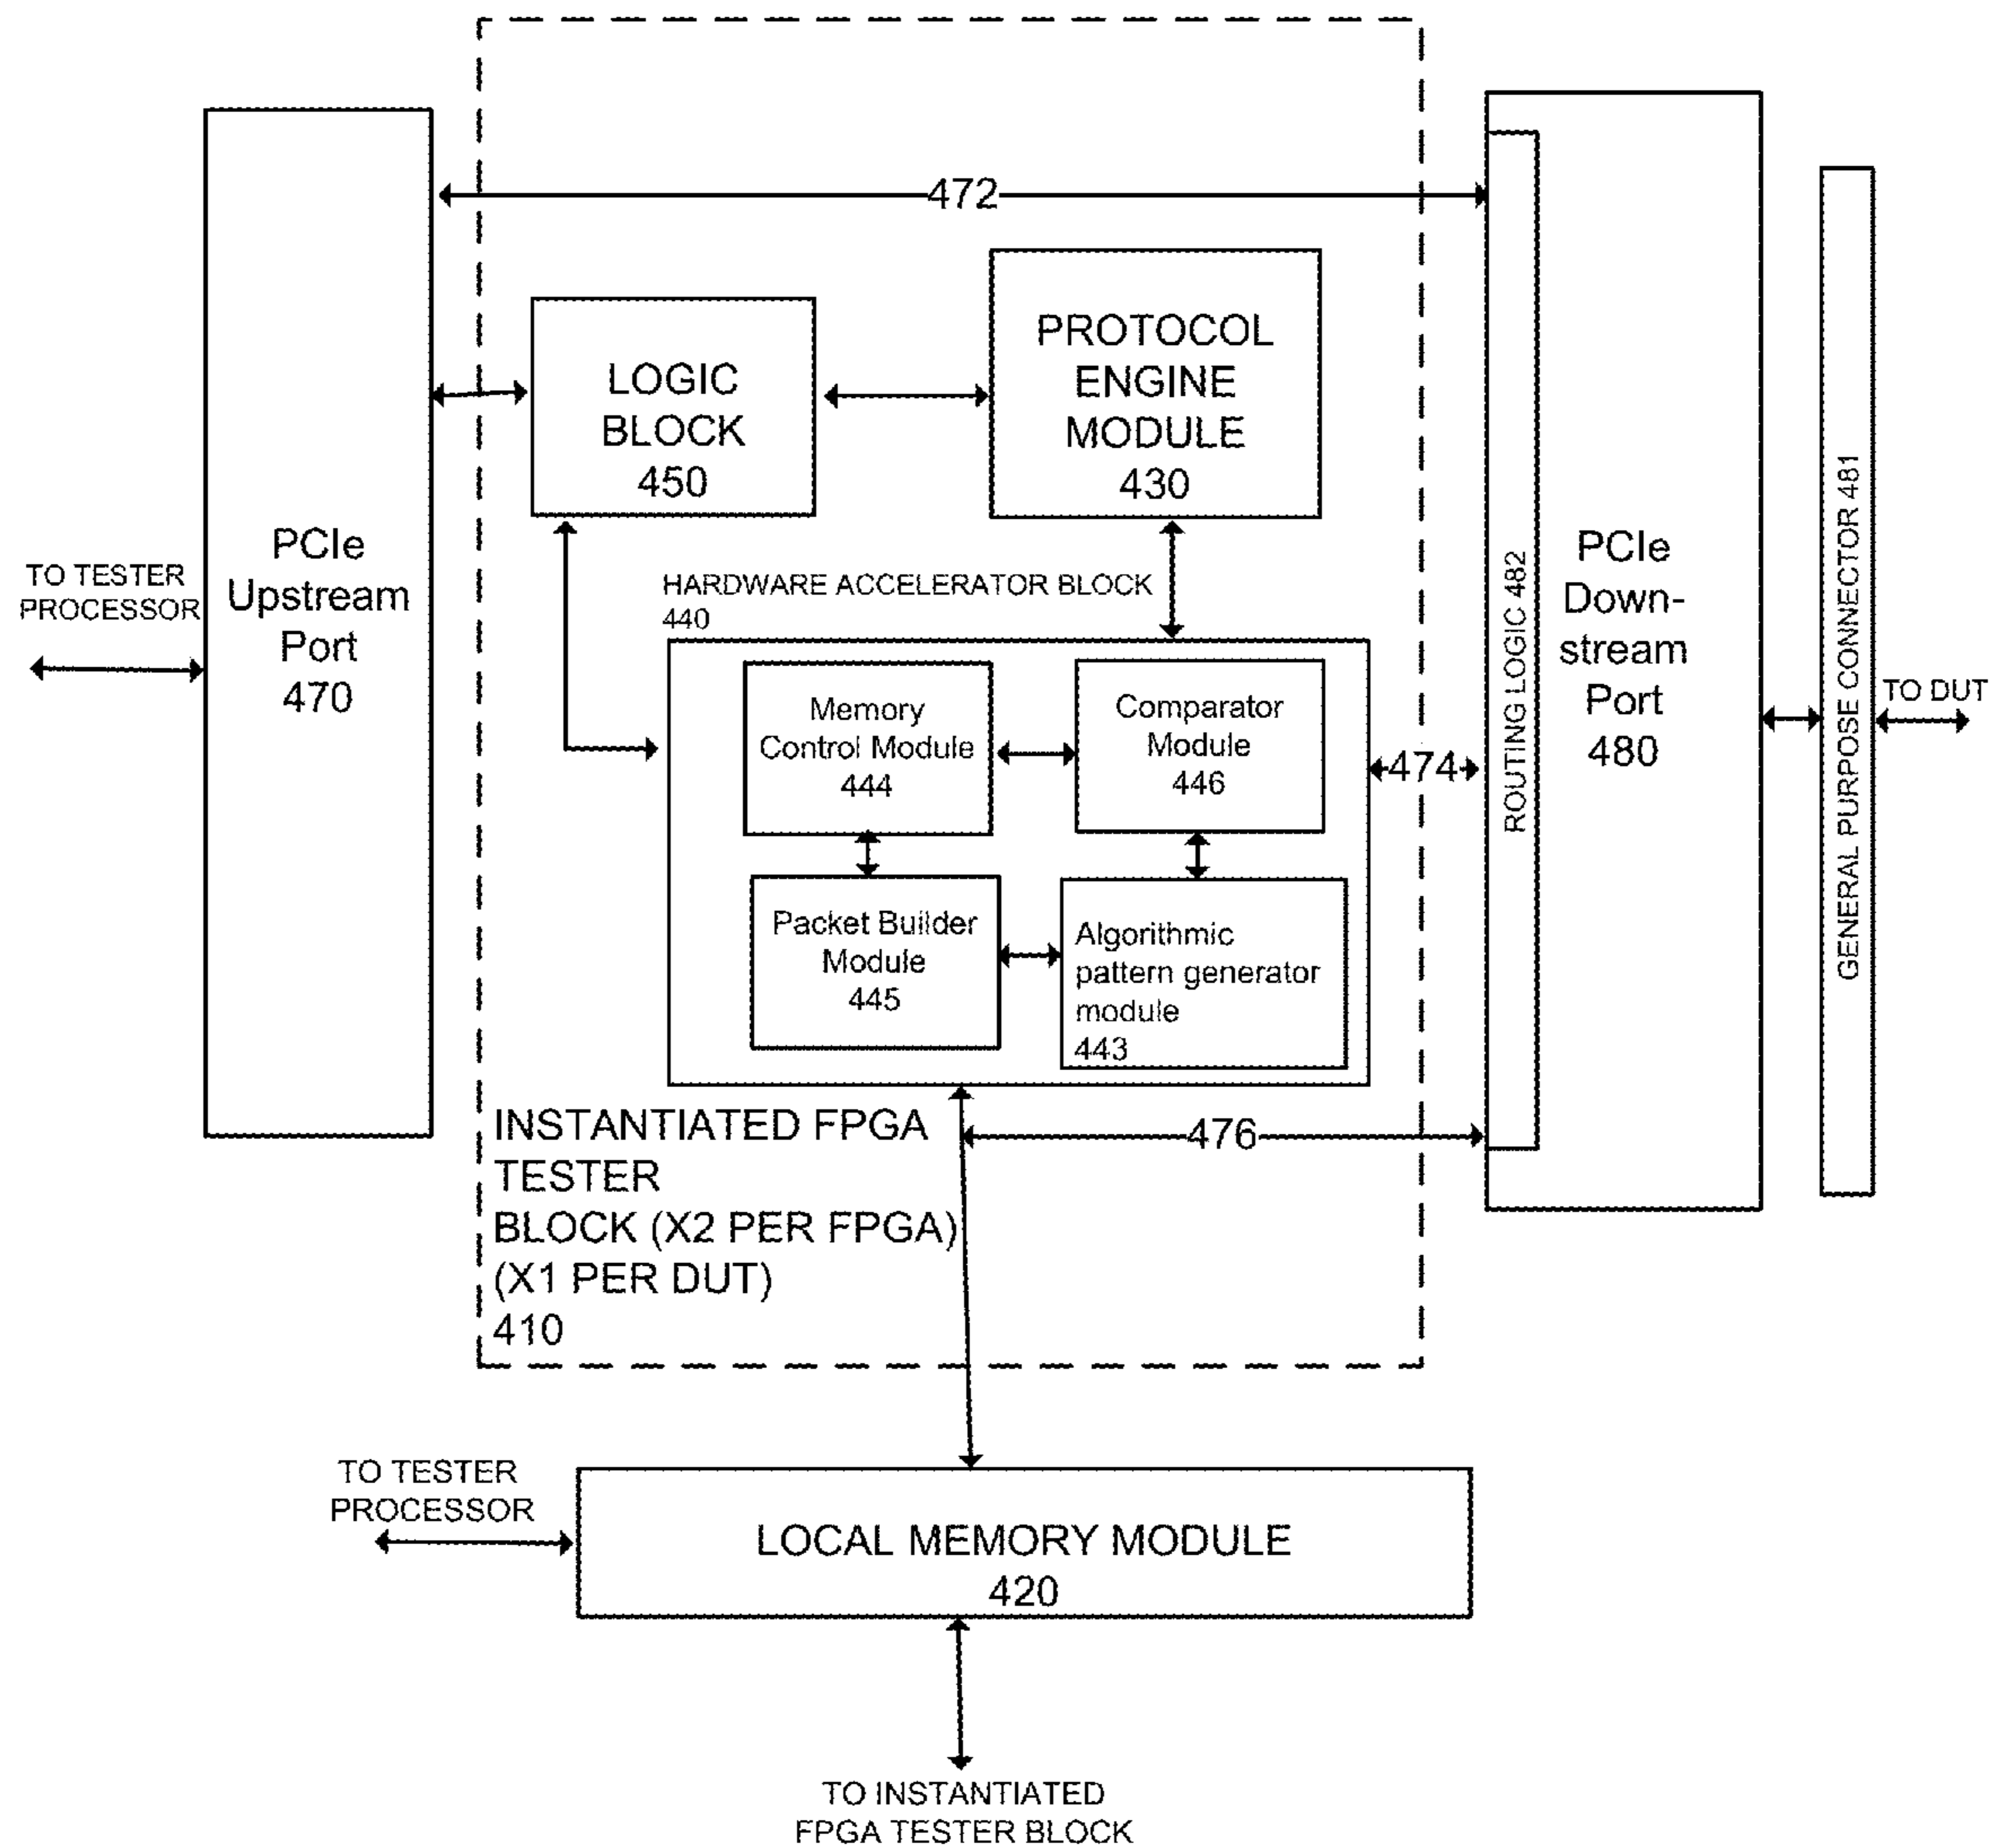 472
LOGIC
BLOCK
450
PROTOCOL
ENGINE
MODULE
430
TO TESTER
PROCESSOR
PCIe
Upstream
Port
470
HARDWARE ACCELERATOR BLOCK
440
Memory
Control Module
444
Comparator
Module
446
Packet Builder
Module
445
Algorithmic
pattern generator
module
443
474
476
ROUTING LOGIC 482
PCIe
Down-
stream
Port
480
GENERAL PURPOSE CONNECTOR 481
TO DUT
INSTANTIATED FPGA
TESTER
BLOCK (X2 PER FPGA)
(X1 PER DUT)
410
TO TESTER
PROCESSOR
LOCAL MEMORY MODULE
420
TO INSTANTIATED
FPGA TESTER BLOCK